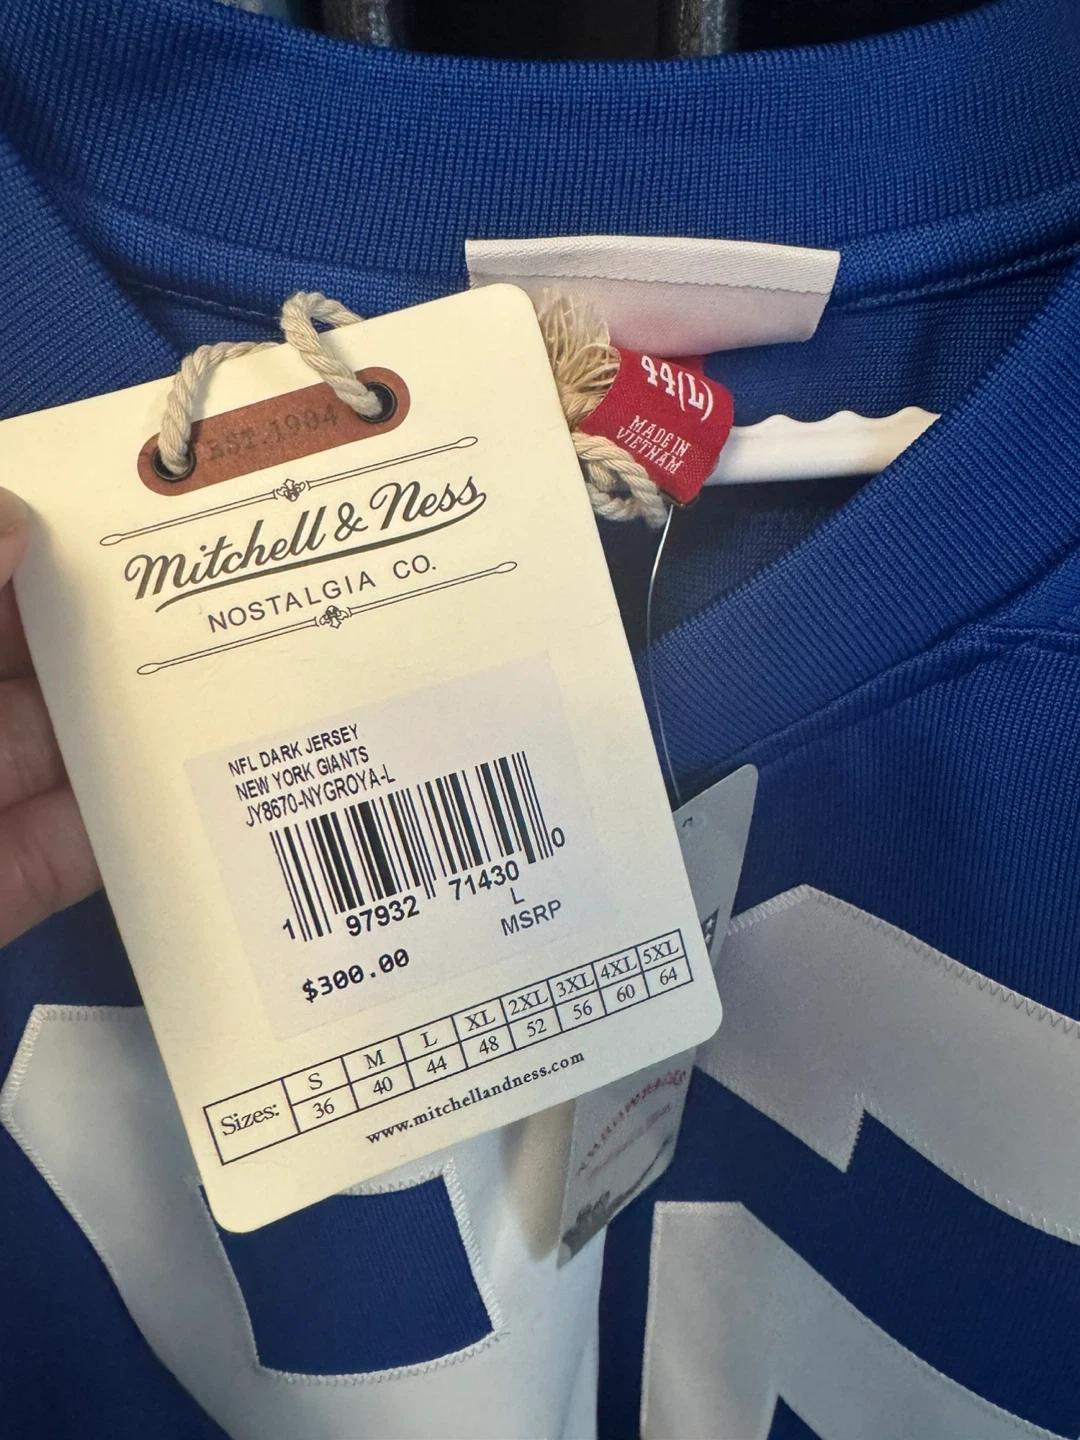 44(L)
MADE IN
VIETNAM
EST. 1904
Mitchell & Ness
NOSTALGIA CO.
NFL DARK JERSEY
NEW YORK GIANTS
JY8670-NYGROYA-L
1 97932 71430 0
L
$300.00 MSRP
Sizes: S M L XL 2XL 3XL 4XL 5XL
36 40 44 48 52 56 60 64
www.mitchellandness.com